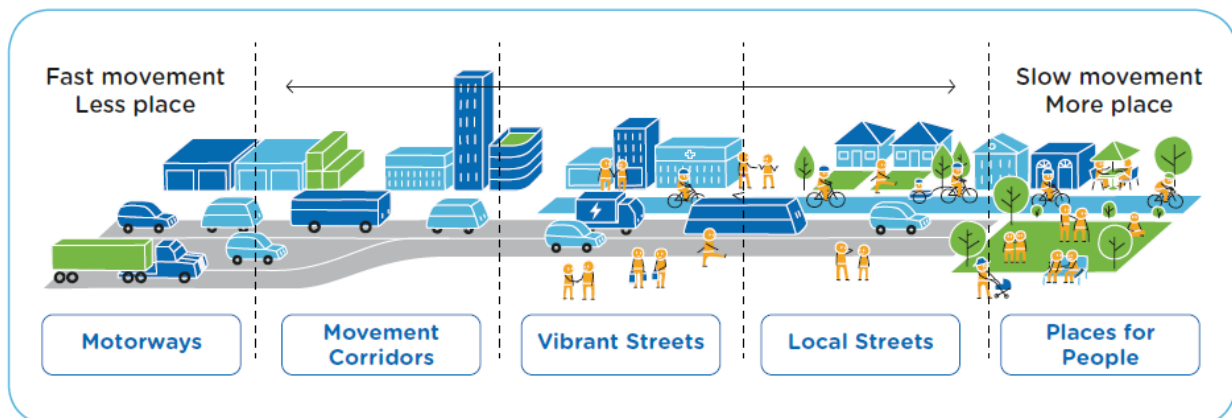 Fast movement
Less place
Slow movement
More place
Motorways
Movement
Corridors
Vibrant Streets
Local Streets
Places for
People